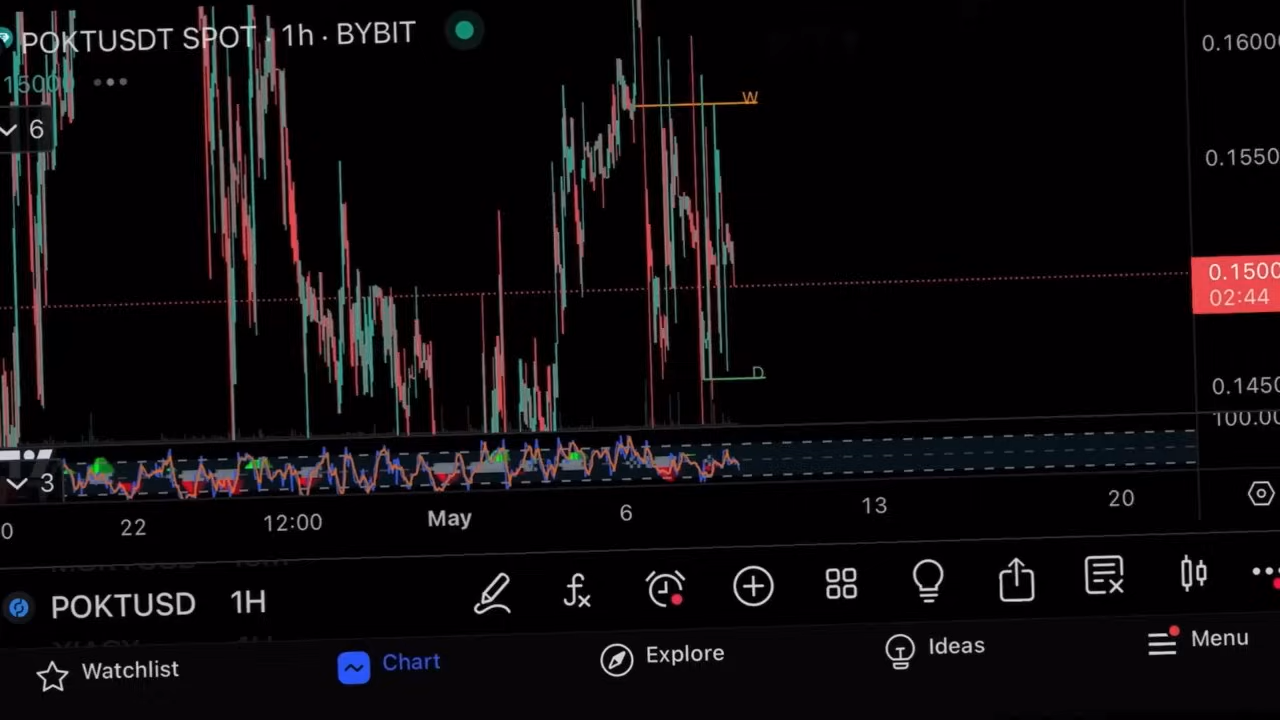 POKTUSDT SPOT · 1h · BYBIT
15000
6
W
D
0.1600
0.1550
0.1500
02:44
0.1450
100.00
3
22
12:00
May
6
13
20
POKTUSD 1H
Watchlist
Chart
Explore
Ideas
Menu